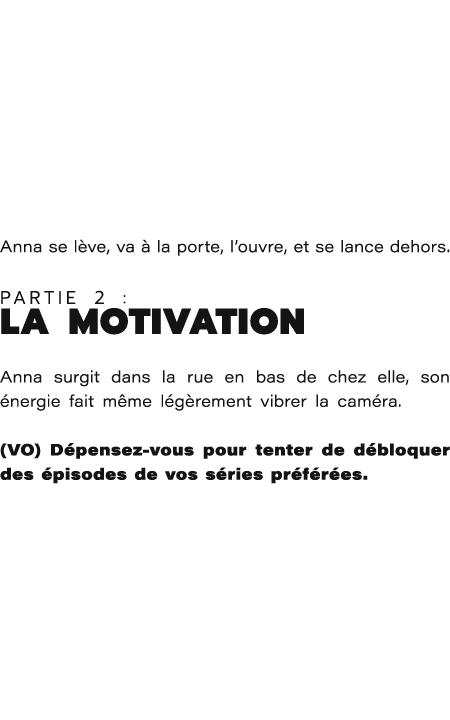 Anna se lève, va à la porte, l'ouvre, et se lance dehors.
PARTIE 2 :
LA MOTIVATION
Anna surgit dans la rue en bas de chez elle, son
énergie fait même légèrement vibrer la caméra.
(VO) Dépensez-vous pour tenter de débloquer
des épisodes de vos séries préférées.